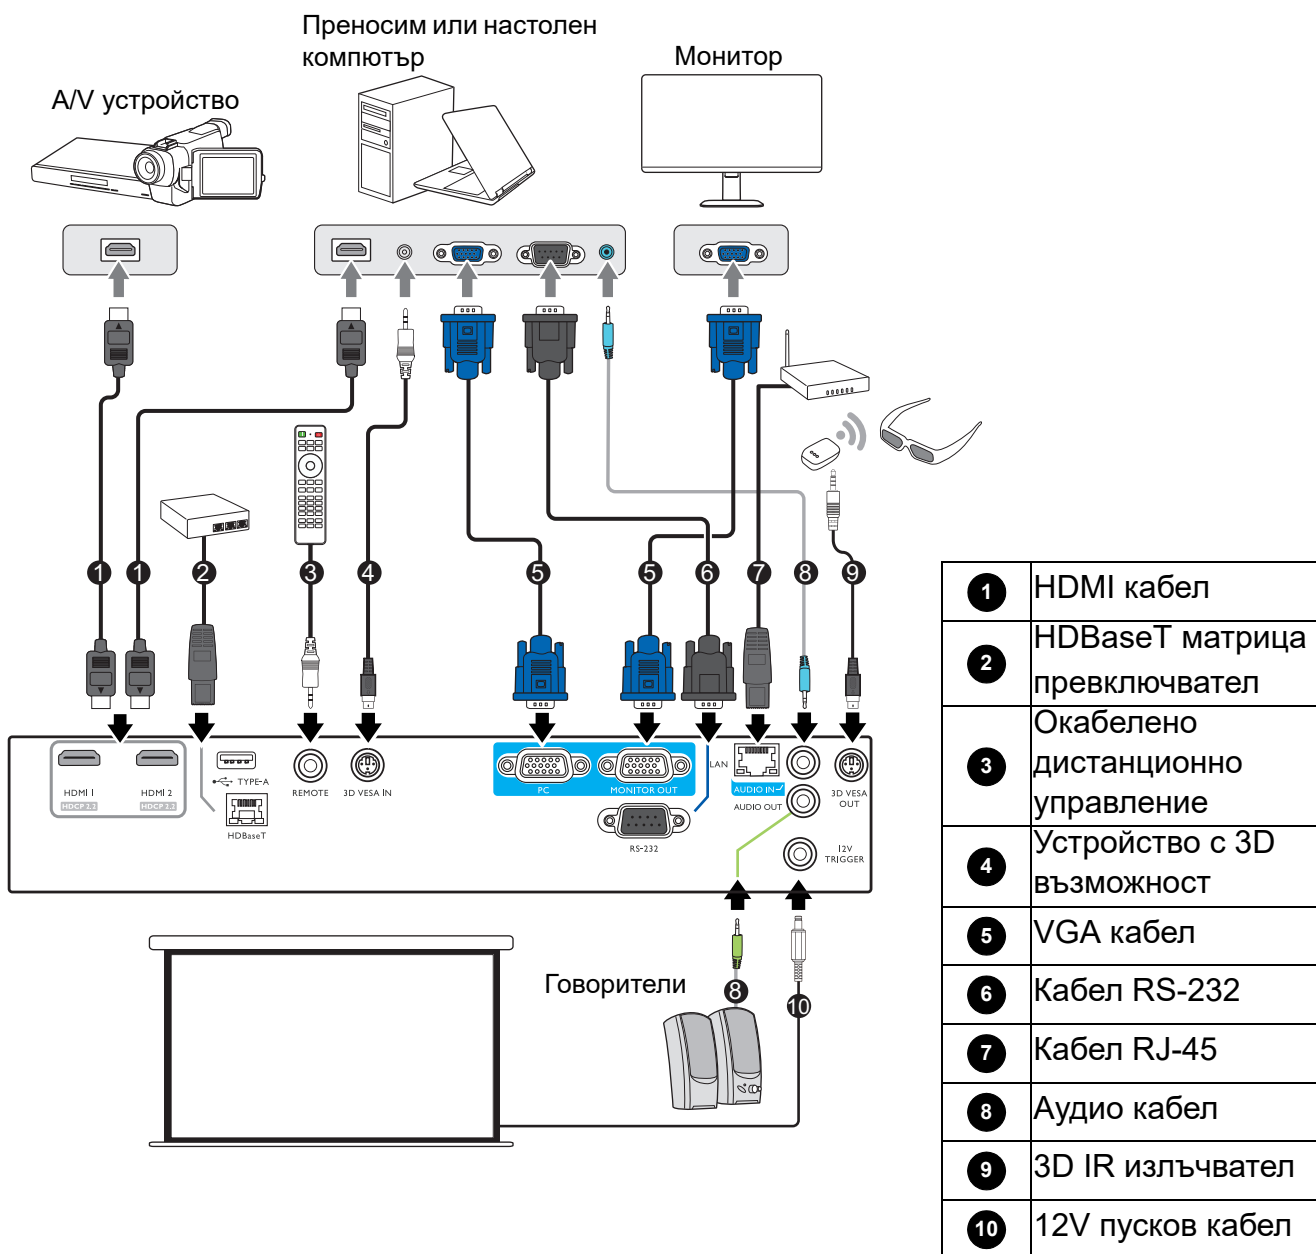 Преносим или настолен
компютър
Монитор
A/V устройство
1
1
2
3
4
5
5
6
7
8
9
HDMI 1
HDCP 2.2
HDMI 2
HDCP 2.2
TYPE-A
HDBaseT
REMOTE
3D VESA IN
PC
MONITOR OUT
RS-232
LAN
AUDIO IN
AUDIO OUT
3D VESA
OUT
12V
TRIGGER
Говорители
8
10
1 HDMI кабел
2 HDBaseT матрица
превключвател
3 Окабелено
дистанционно
управление
4 Устройство с 3D
възможност
5 VGA кабел
6 Кабел RS-232
7 Кабел RJ-45
8 Аудио кабел
9 3D IR излъчвател
10 12V пусков кабел